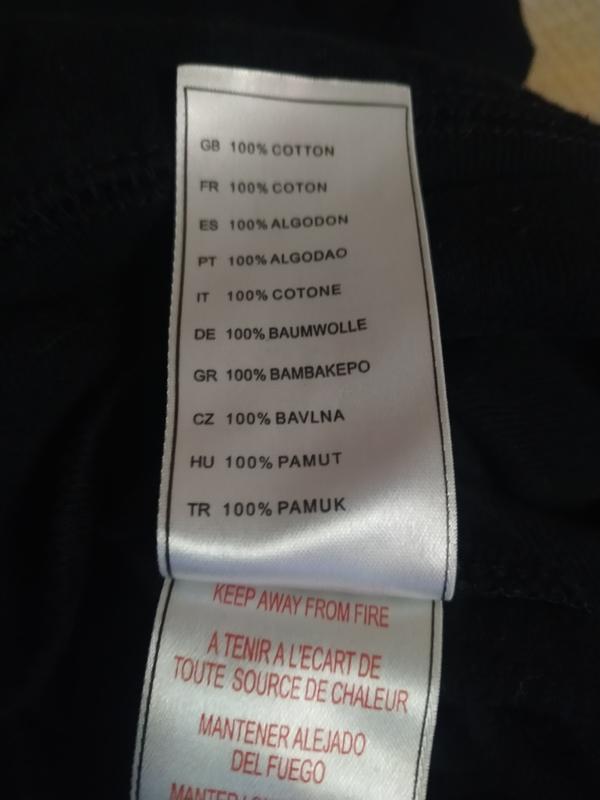 GB 100% COTTON
FR 100% COTON
ES 100% ALGODON
PT 100% ALGODAO
IT 100% COTONE
DE 100% BAUMWOLLE
GR 100% BAMBAKEPO
CZ 100% BAVLNA
HU 100% PAMUT
TR 100% PAMUK
KEEP AWAY FROM FIRE
A TENIR A L'ECART DE
TOUTE SOURCE DE CHALEUR
MANTENER ALEJADO
DEL FUEGO